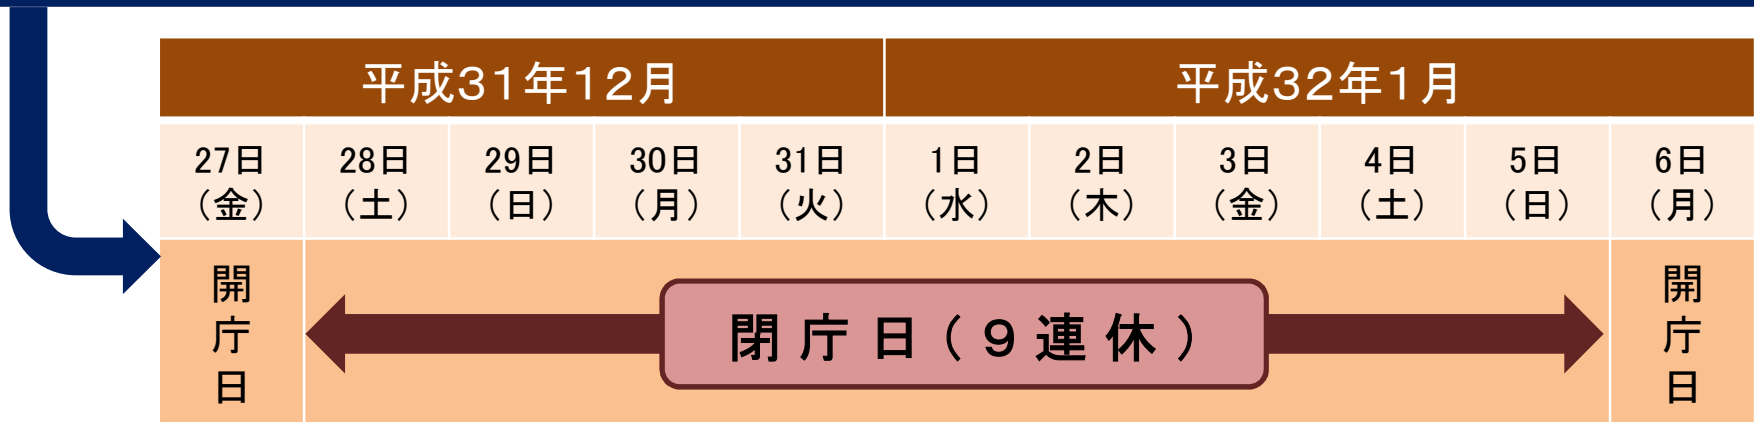 平成31年12月 平成32年1月
27日 28日 29日 30日 31日 1日 2日 3日 4日 5日 6日
（金） （土） （日） （月） （火） （水） （木） （金） （土） （日） （月）
開庁日 閉庁日（９連休） 開庁日